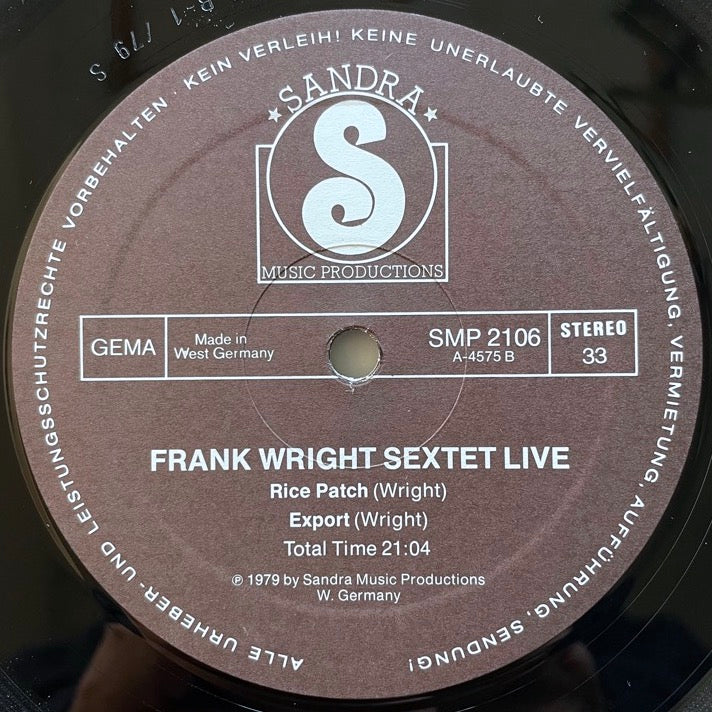 B-1 /79 S
ALLE URHEBER- UND LEISTUNGSSCHUTZRECHTE VORBEHALTEN · KEIN VERLEIH! KEINE UNERLAUBTE VERVIELFÄLTIGUNG, VERMIETUNG, AUFFÜHRUNG, SENDUNG!
SANDRA
S
MUSIC PRODUCTIONS
GEMA
Made in
West Germany
SMP 2106
A-4575 B
STEREO
33
FRANK WRIGHT SEXTET LIVE
Rice Patch (Wright)
Export (Wright)
Total Time 21:04
℗ 1979 by Sandra Music Productions
W. Germany